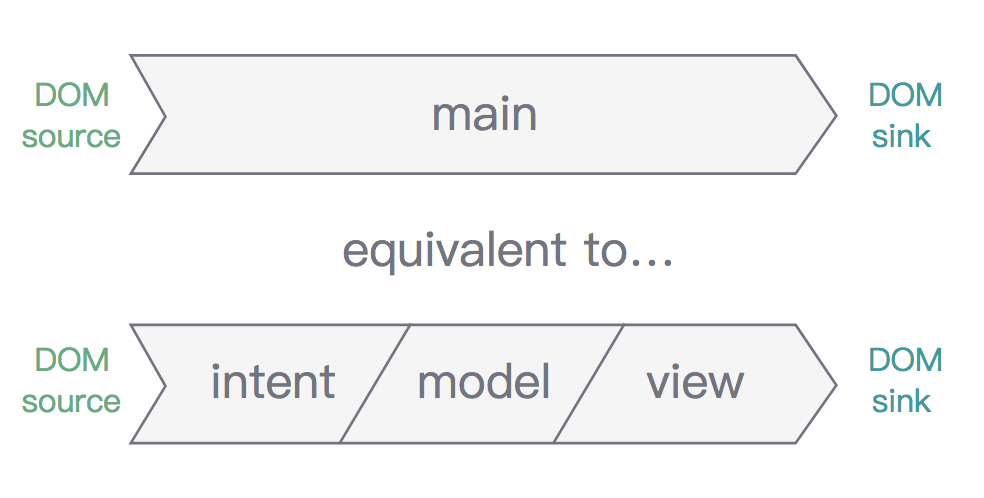 DOM
source
main
DOM
sink
equivalent to...
DOM
source
intent
model
view
DOM
sink